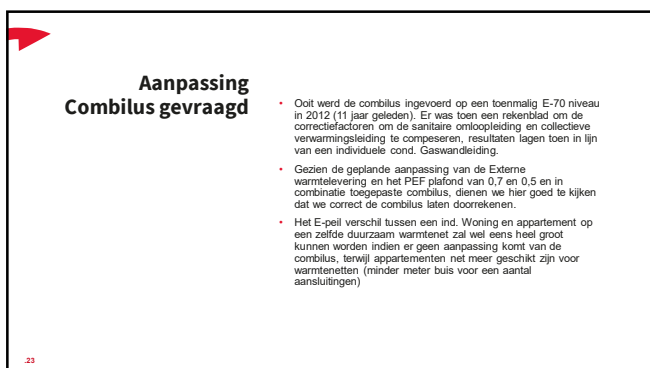 Aanpassing
Combilus gevraagd
• Ooit werd de combilus ingevoerd op een toenmalig E-70 niveau
in 2012 (11 jaar geleden). Er was toen een rekenblad om de
correctiefactoren om de sanitaire omloopleiding en collectieve
verwarmingsleiding te compeseren, resultaten lagen toen in lijn
van een individuele cond. Gaswandleiding.
• Gezien de geplande aanpassing van de Externe
warmtelevering en het PEF plafond van 0,7 en 0,5 en in
combinatie toegepaste combilus, dienen we hier goed te kijken
dat we correct de combilus laten doorrekenen.
• Het E-peil verschil tussen een ind. Woning en appartement op
een zelfde duurzaam warmtenet zal wel eens heel groot
kunnen worden indien er geen aanpassing komt van de
combilus, terwijl appartementen net meer geschikt zijn voor
warmtenetten (minder meter buis voor een aantal
aansluitingen)
.23